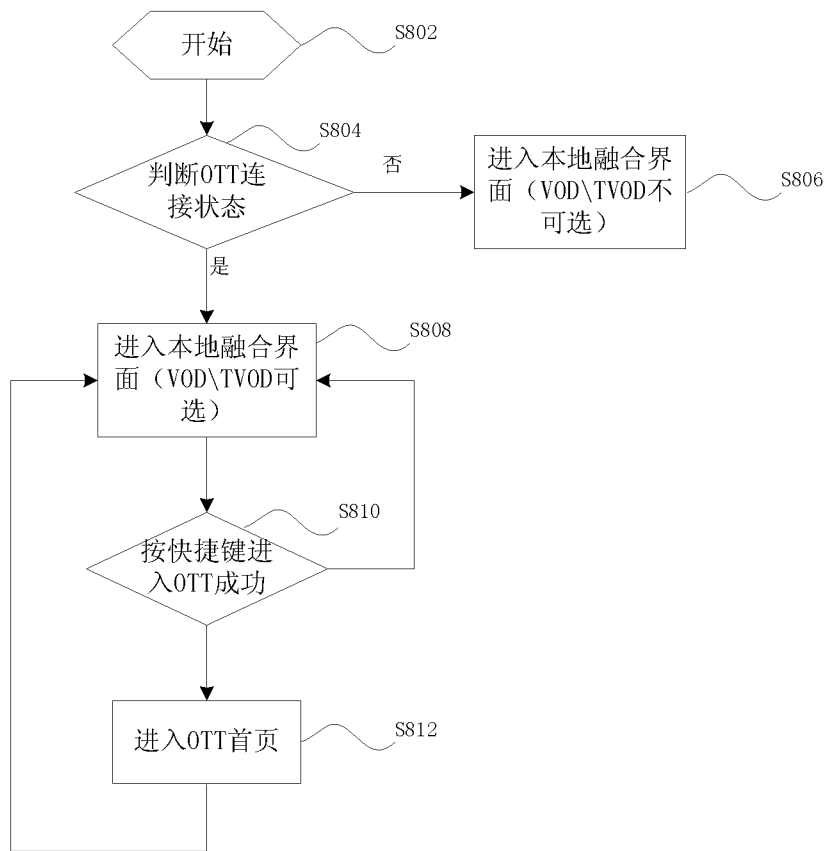 开始
S802
S804
判断OTT连
接状态
否
进入本地融合界
面（VOD\TVOD不
可选）
S806
是
S808
进入本地融合界
面（VOD\TVOD可
选）
S810
按快捷键进
入OTT成功
进入OTT首页
S812